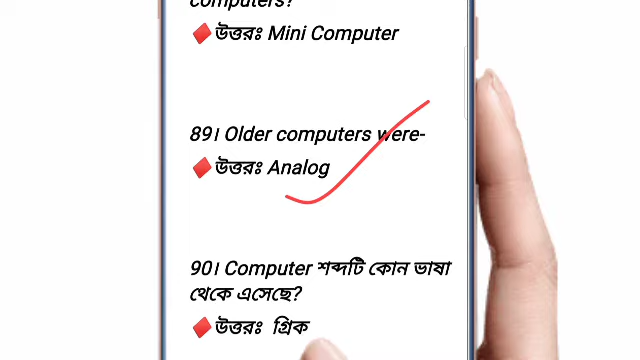 computers?
♦️উত্তরঃ Mini Computer
89। Older computers were-
♦️উত্তরঃ Analog
90। Computer শব্দটি কোন ভাষা
থেকে এসেছে?
♦️উত্তরঃ গ্রিক